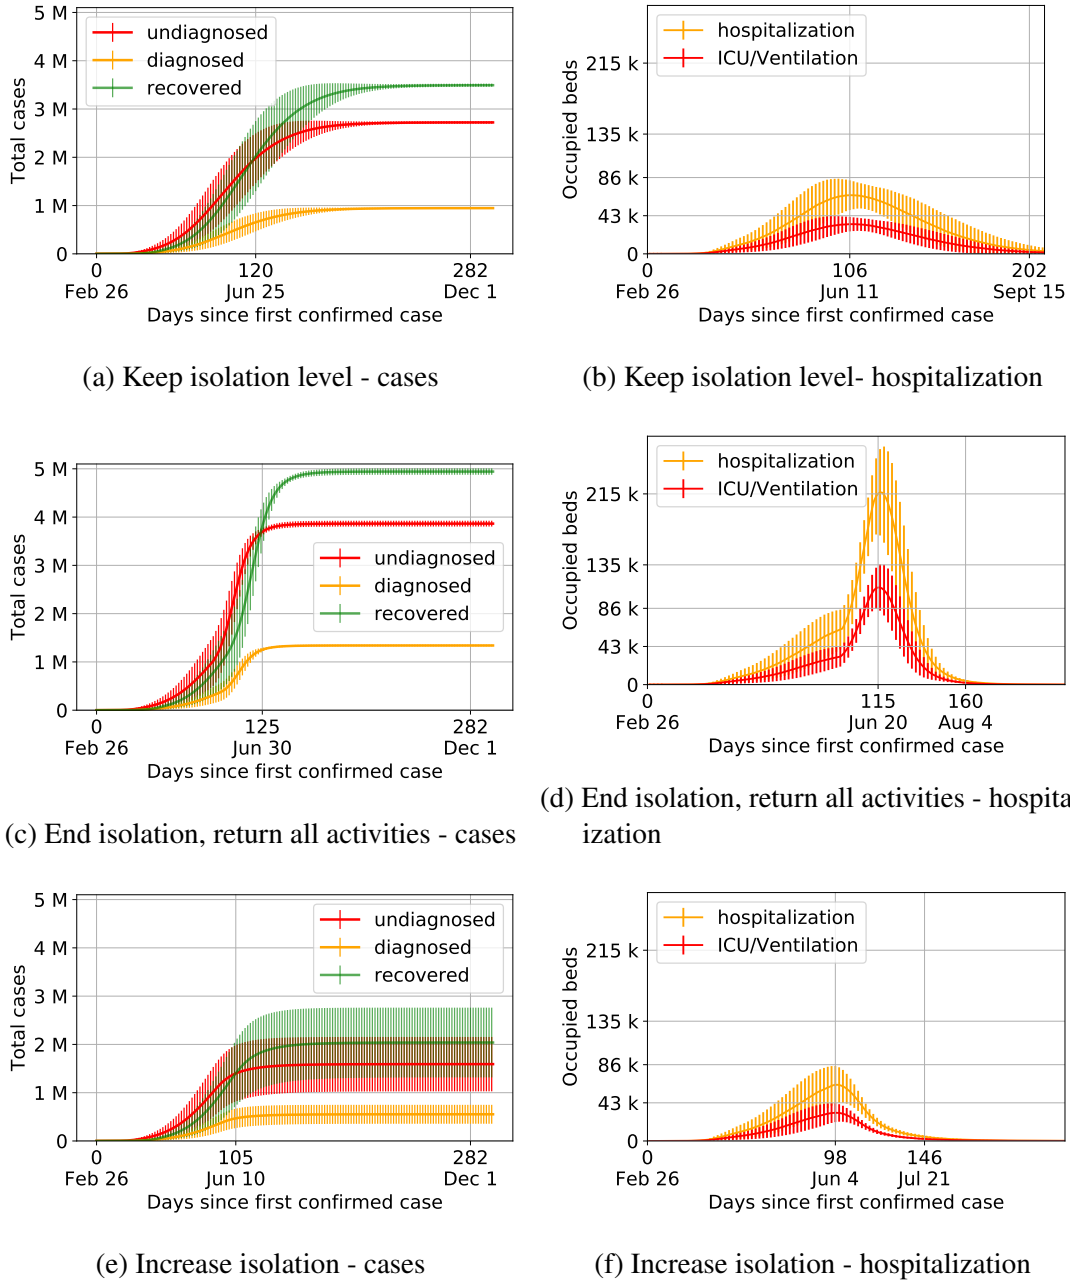 5 M
4 M
3 M
2 M
1 M
0
Total cases
undiagnosed
diagnosed
recovered
0 120 282
Feb 26 Jun 25 Dec 1
Days since first confirmed case
(a) Keep isolation level - cases
215 k
135 k
86 k
43 k
0
Occupied beds
hospitalization
ICU/Ventilation
0 106 202
Feb 26 Jun 11 Sept 15
Days since first confirmed case
(b) Keep isolation level- hospitalization
5 M
4 M
3 M
2 M
1 M
0
Total cases
undiagnosed
diagnosed
recovered
0 125 282
Feb 26 Jun 30 Dec 1
Days since first confirmed case
(c) End isolation, return all activities - cases
215 k
135 k
86 k
43 k
0
Occupied beds
hospitalization
ICU/Ventilation
0 115 160
Feb 26 Jun 20 Aug 4
Days since first confirmed case
(d) End isolation, return all activities - hospita
ization
5 M
4 M
3 M
2 M
1 M
0
Total cases
undiagnosed
diagnosed
recovered
0 105 282
Feb 26 Jun 10 Dec 1
Days since first confirmed case
(e) Increase isolation - cases
215 k
135 k
86 k
43 k
0
Occupied beds
hospitalization
ICU/Ventilation
0 98 146
Feb 26 Jun 4 Jul 21
Days since first confirmed case
(f) Increase isolation - hospitalization